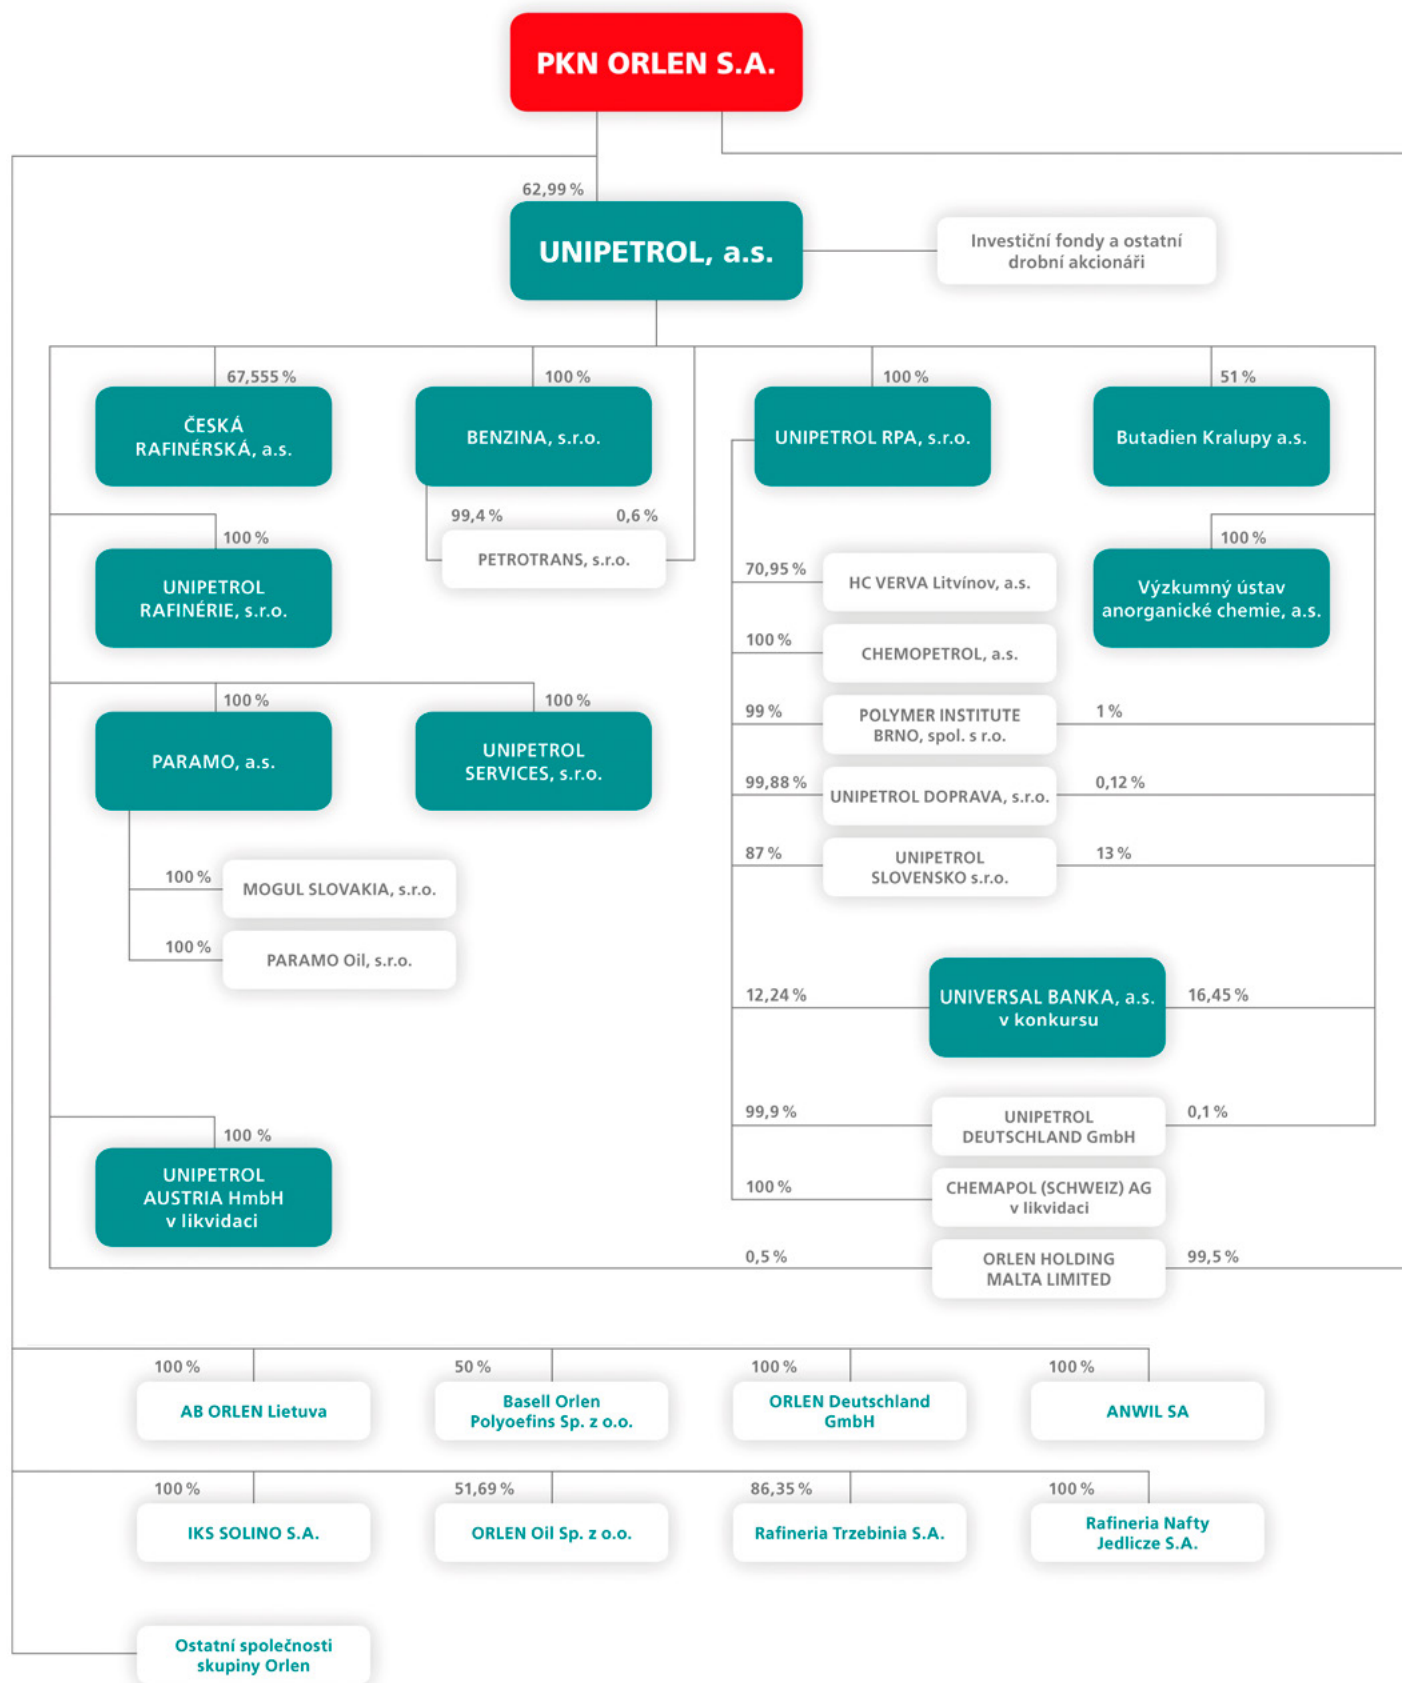 PKN ORLEN S.A.
62,99 %
UNIPETROL, a.s.
Investiční fondy a ostatní
drobní akcionáři
67,555 %
ČESKÁ
RAFINÉRSKÁ, a.s.
100 %
BENZINA, s.r.o.
100 %
UNIPETROL RPA, s.r.o.
51 %
Butadien Kralupy a.s.
99,4 %
0,6 %
PETROTRANS, s.r.o.
100 %
UNIPETROL
RAFINÉRIE, s.r.o.
70,95 %
HC VERVA Litvínov, a.s.
100 %
Výzkumný ústav
anorganické chemie, a.s.
100 %
CHEMOPETROL, a.s.
100 %
PARAMO, a.s.
100 %
UNIPETROL
SERVICES, s.r.o.
99 %
POLYMER INSTITUTE
BRNO, spol. s r.o.
1 %
99,88 %
UNIPETROL DOPRAVA, s.r.o.
0,12 %
87 %
UNIPETROL
SLOVENSKO s.r.o.
13 %
100 %
MOGUL SLOVAKIA, s.r.o.
100 %
PARAMO Oil, s.r.o.
12,24 %
UNIVERSAL BANKA, a.s.
v konkursu
16,45 %
99,9 %
UNIPETROL
DEUTSCHLAND GmbH
0,1 %
100 %
UNIPETROL
AUSTRIA HmbH
v likvidaci
100 %
CHEMAPOL (SCHWEIZ) AG
v likvidaci
0,5 %
ORLEN HOLDING
MALTA LIMITED
99,5 %
100 %
AB ORLEN Lietuva
50 %
Basell Orlen
Polyoefins Sp. z o.o.
100 %
ORLEN Deutschland
GmbH
100 %
ANWIL SA
100 %
IKS SOLINO S.A.
51,69 %
ORLEN Oil Sp. z o.o.
86,35 %
Rafineria Trzebinia S.A.
100 %
Rafineria Nafty
Jedlicze S.A.
Ostatní společnosti
skupiny Orlen